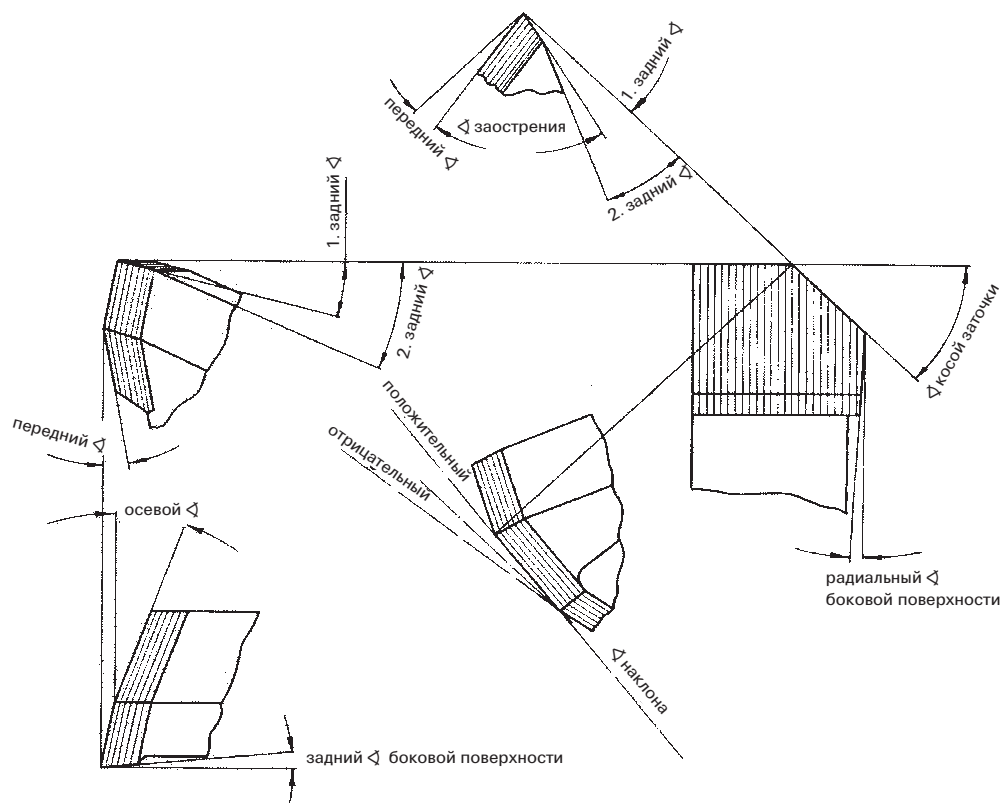 1. задний ∢
передний ∢
∢ заострения
2. задний ∢
1. задний ∢
2. задний ∢
∢ косой заточки
положительный
отрицательный
передний ∢
осевой ∢
радиальный ∢
боковой поверхности
∢ наклона
задний ∢ боковой поверхности